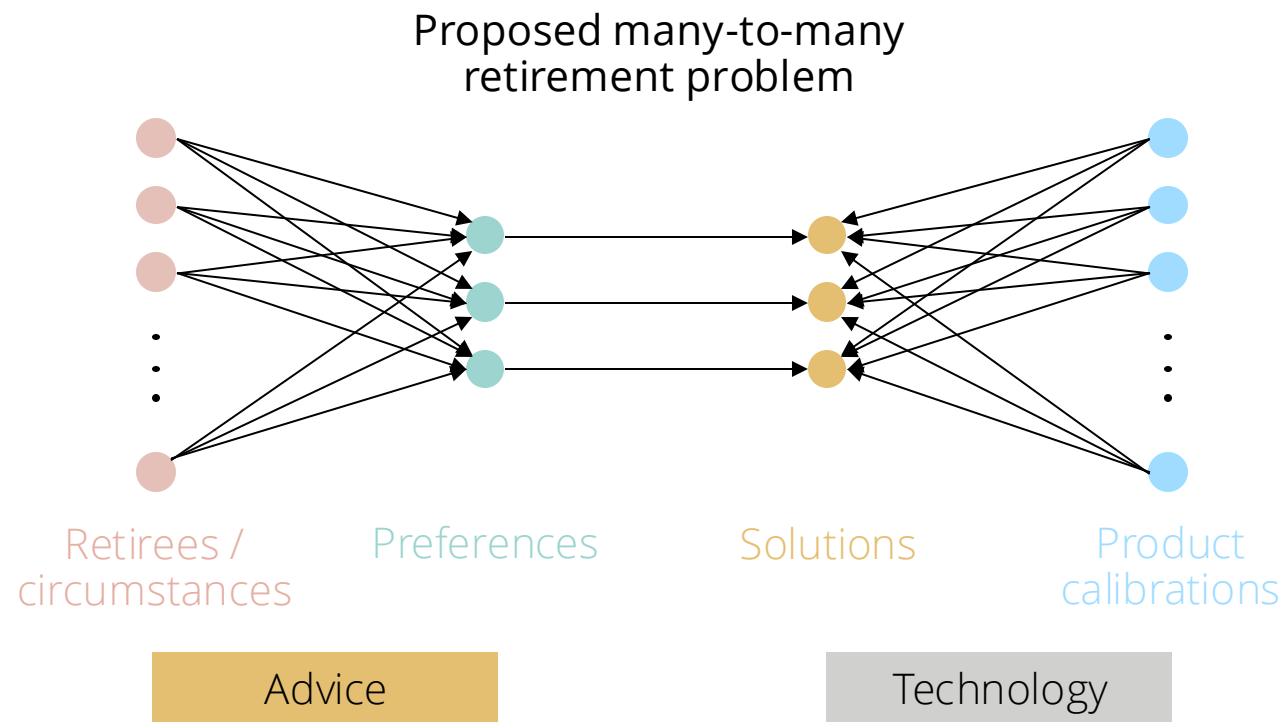 Proposed many-to-many
retirement problem
Retirees /
circumstances
Preferences
Solutions
Product
calibrations
Advice
Technology